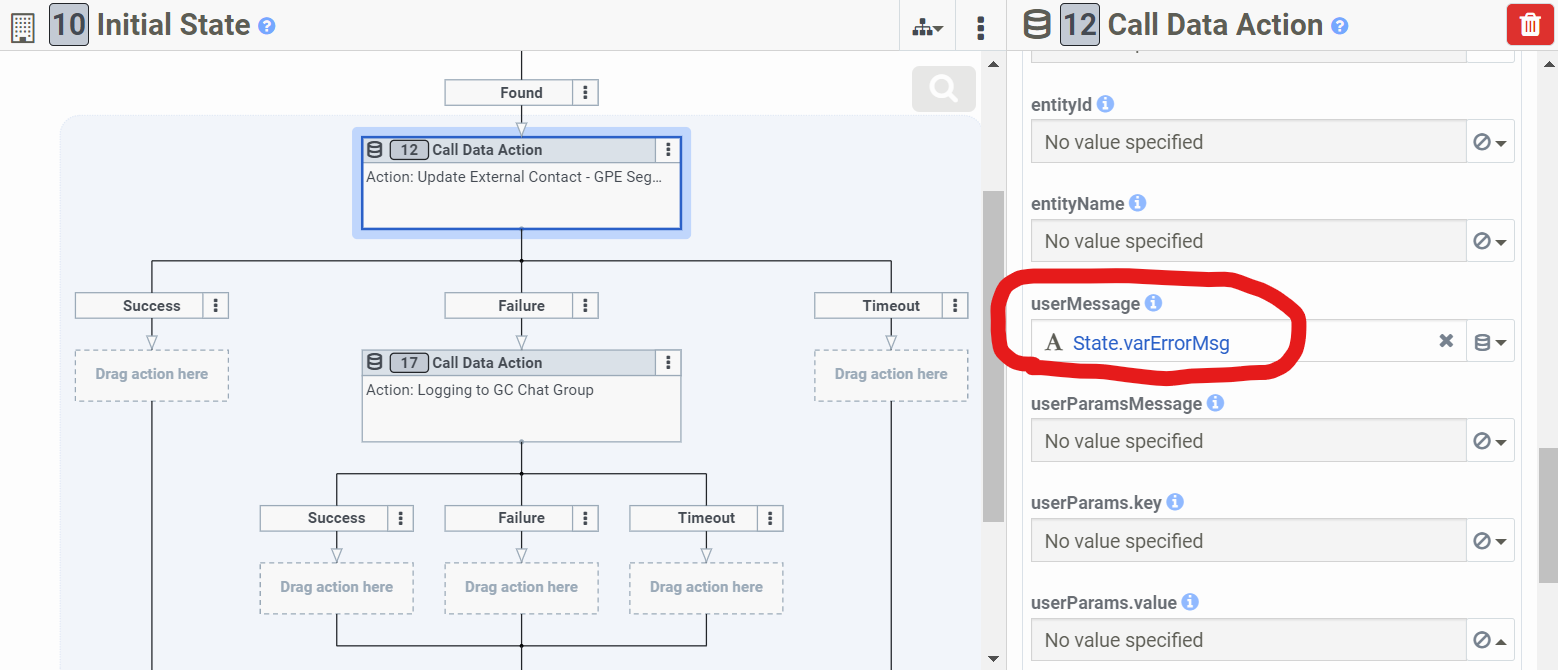 10 Initial State
Found
12 Call Data Action
Action: Update External Contact - GPE Seg...
Success
Failure
Timeout
Drag action here
17 Call Data Action
Action: Logging to GC Chat Group
Drag action here
Success
Failure
Timeout
Drag action here
Drag action here
Drag action here
12 Call Data Action
entityId
No value specified
entityName
No value specified
userMessage
A State.varErrorMsg
userParamsMessage
No value specified
userParams.key
No value specified
userParams.value
No value specified